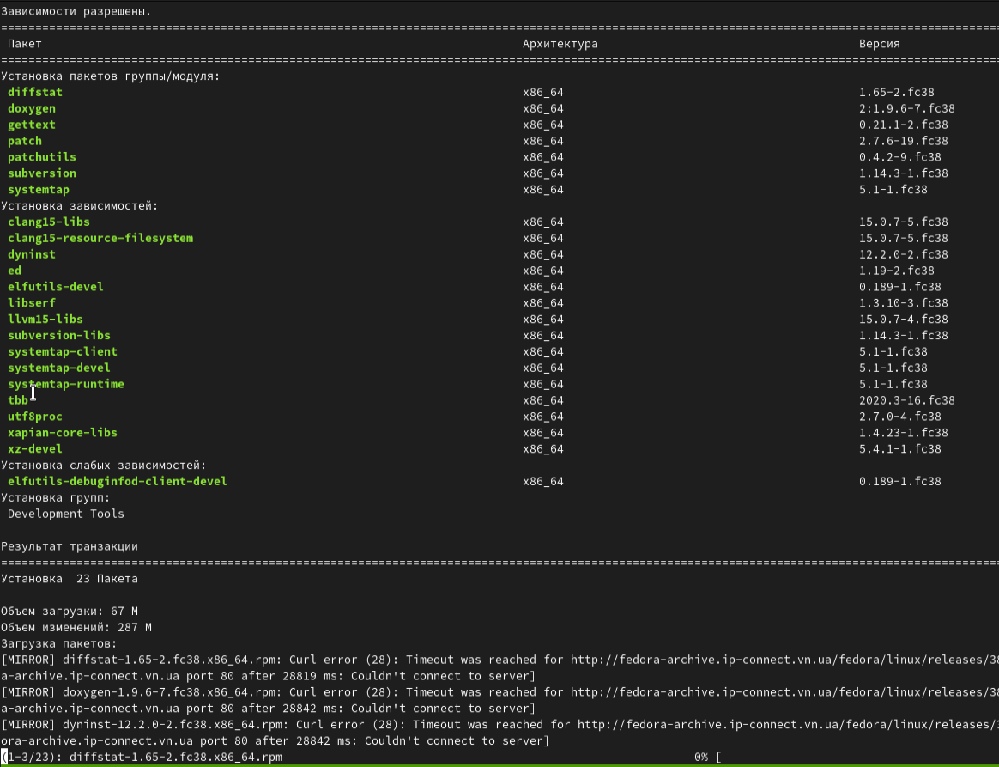 Зависимости разрешены.
================================================================================
Пакет Архитектура Версия
================================================================================
Установка пакетов группы/модуля:
diffstat x86_64 1.65-2.fc38
doxygen x86_64 2:1.9.6-7.fc38
gettext x86_64 0.21.1-2.fc38
patch x86_64 2.7.6-19.fc38
patchutils x86_64 0.4.2-9.fc38
subversion x86_64 1.14.3-1.fc38
systemtap x86_64 5.1-1.fc38
Установка зависимостей:
clang15-libs x86_64 15.0.7-5.fc38
clang15-resource-filesystem x86_64 15.0.7-5.fc38
dyninst x86_64 12.2.0-2.fc38
ed x86_64 1.19-2.fc38
elfutils-devel x86_64 0.189-1.fc38
libserf x86_64 1.3.10-3.fc38
llvm15-libs x86_64 15.0.7-4.fc38
subversion-libs x86_64 1.14.3-1.fc38
systemtap-client x86_64 5.1-1.fc38
systemtap-devel x86_64 5.1-1.fc38
systemtap-runtime x86_64 5.1-1.fc38
tbb x86_64 2020.3-16.fc38
utf8proc x86_64 2.7.0-4.fc38
xapian-core-libs x86_64 1.4.23-1.fc38
xz-devel x86_64 5.4.1-1.fc38
Установка слабых зависимостей:
elfutils-debuginfod-client-devel x86_64 0.189-1.fc38
Установка групп:
Development Tools
Результат транзакции
================================================================================
Установка  23 Пакета
Объем загрузки: 67 M
Объем изменений: 287 M
Загрузка пакетов:
[MIRROR] diffstat-1.65-2.fc38.x86_64.rpm: Curl error (28): Timeout was reached for http://fedora-archive.ip-connect.vn.ua/fedora/linux/releases/38
a-archive.ip-connect.vn.ua port 80 after 28819 ms: Couldn't connect to server]
[MIRROR] doxygen-1.9.6-7.fc38.x86_64.rpm: Curl error (28): Timeout was reached for http://fedora-archive.ip-connect.vn.ua/fedora/linux/releases/38
a-archive.ip-connect.vn.ua port 80 after 28842 ms: Couldn't connect to server]
[MIRROR] dyninst-12.2.0-2.fc38.x86_64.rpm: Curl error (28): Timeout was reached for http://fedora-archive.ip-connect.vn.ua/fedora/linux/releases/3
ora-archive.ip-connect.vn.ua port 80 after 28842 ms: Couldn't connect to server]
(1-3/23): diffstat-1.65-2.fc38.x86_64.rpm 0% [